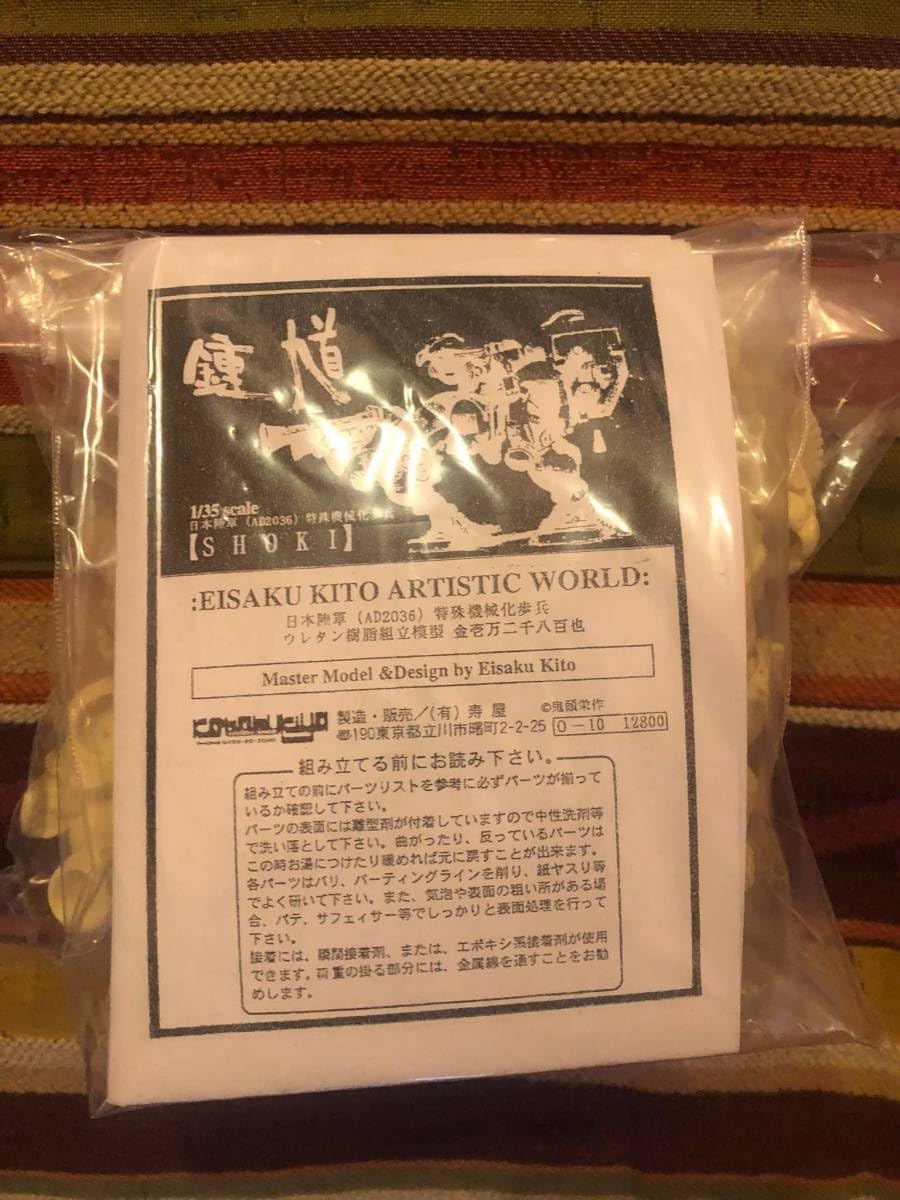 鍾馗
1/35 scale
日本陸軍 (AD2036) 特殊機械化歩兵
【SHOKI】
:EISAKU KITO ARTISTIC WORLD:
日本陸軍 (AD2036) 特殊機械化歩兵
ウレタン樹脂組立模型 金壱万二千八百也
Master Model &Design by Eisaku Kito
©鬼頭栄作
KOTOBUKIYA 製造・販売/(有) 寿 屋
〠190東京都立川市曙町2-2-25 O-10 12800
組み立てる前にお読み下さい。
組み立ての前にパーツリストを参考に必ずパーツが揃って
いるか確認して下さい。
パーツの表面には離型剤が付着していますので中性洗剤等
で洗い落として下さい。曲がったり、反っているパーツは
この時お湯につけたり暖めれば元に戻すことが出来ます。
各パーツはバリ、パーティングラインを削り、紙ヤスリ等
でよく研いて下さい。また、気泡や表面の粗い所がある場
合、パテ、サフェィサー等でしっかりと表面処理を行って
下さい。
接着には、瞬間接着剤、または、エポキシ系接着剤が使用
できます。荷重の掛る部分には、金属線を通すことをお勧
めします。